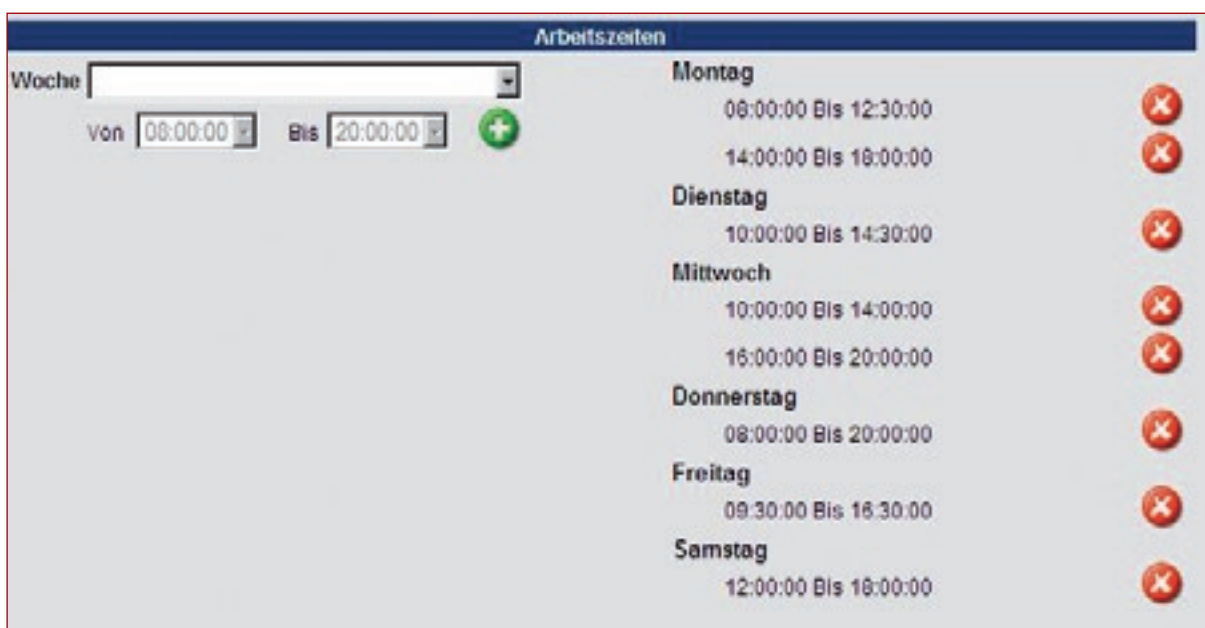 Arbeitszeiten
Woche
Von 08:00:00 Bis 20:00:00
Montag
08:00:00 Bis 12:30:00
14:00:00 Bis 18:00:00
Dienstag
10:00:00 Bis 14:30:00
Mittwoch
10:00:00 Bis 14:00:00
16:00:00 Bis 20:00:00
Donnerstag
08:00:00 Bis 20:00:00
Freitag
09:30:00 Bis 16:30:00
Samstag
12:00:00 Bis 18:00:00